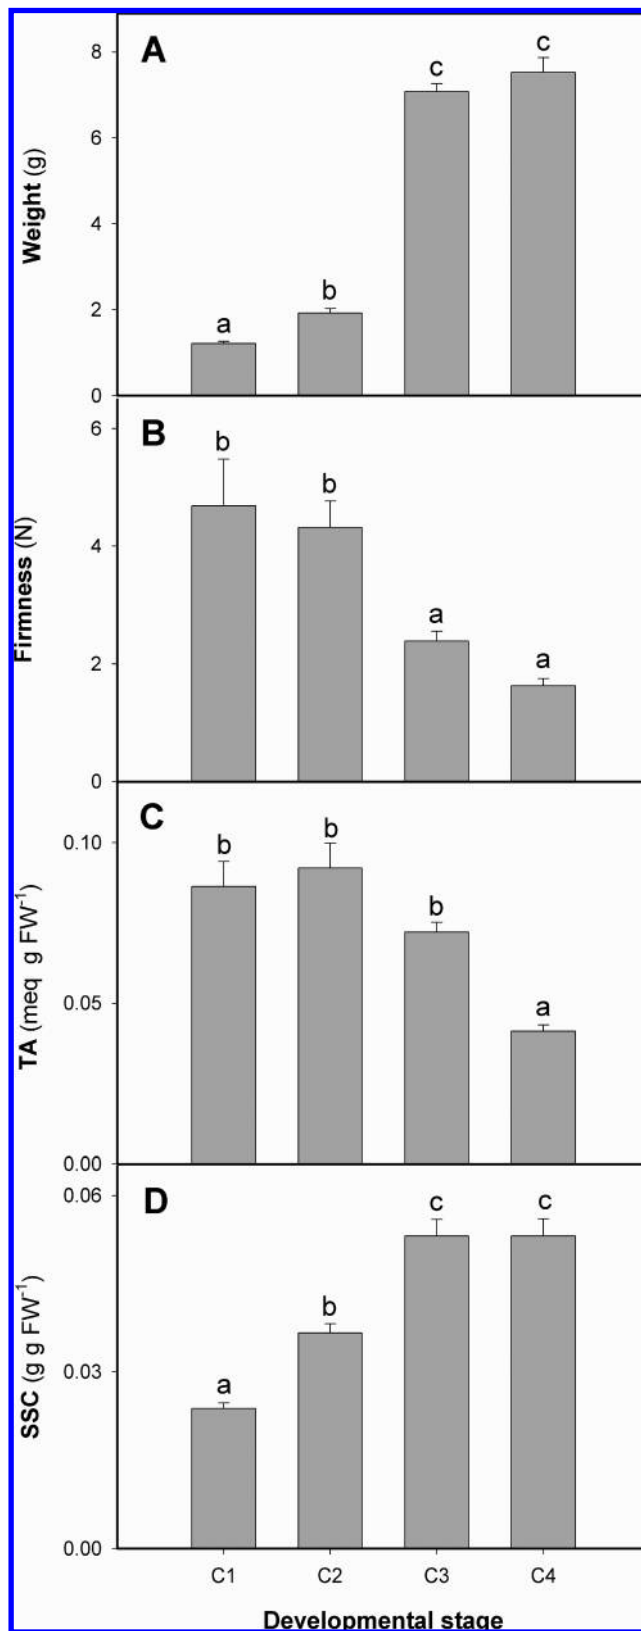 A
8
6
4
2
0
Weight (g)
a
b
c
c
B
6
4
2
0
Firmness (N)
b
b
a
a
C
0.10
0.05
0.00
TA (meq g FW⁻¹)
b
b
b
a
D
0.06
0.03
0.00
SSC (g g FW⁻¹)
a
b
c
c
C1 C2 C3 C4
Developmental stage